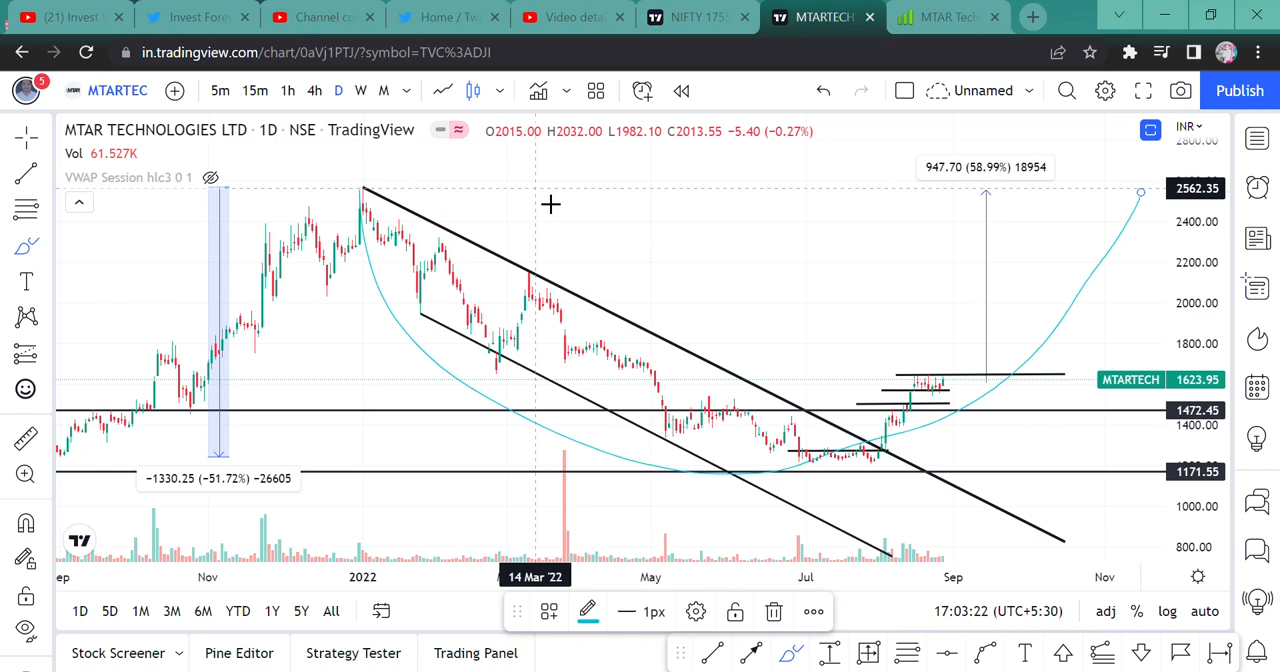 (21) Invest
Invest Fore
Channel co
Home / Tw
Video deta
NIFTY 1755
MTARTECH
MTAR Tech
in.tradingview.com/chart/0aVj1PTJ/?symbol=TVC%3ADJI
5
MTARTEC
5m 15m 1h 4h D W M
Unnamed
Publish
MTAR TECHNOLOGIES LTD · 1D · NSE · TradingView
O2015.00 H2032.00 L1982.10 C2013.55 −5.40 (−0.27%)
INR
Vol 61.527K
VWAP Session hlc3 0 1
2800.00
947.70 (58.99%) 18954
2562.35
2400.00
2200.00
2000.00
1800.00
MTARTECH 1623.95
1472.45
1400.00
−1330.25 (−51.72%) −26605
1171.55
1000.00
800.00
ep Nov 2022 14 Mar '22 May Jul Sep Nov
1D 5D 1M 3M 6M YTD 1Y 5Y All
1px
17:03:22 (UTC+5:30) adj % log auto
Stock Screener Pine Editor Strategy Tester Trading Panel